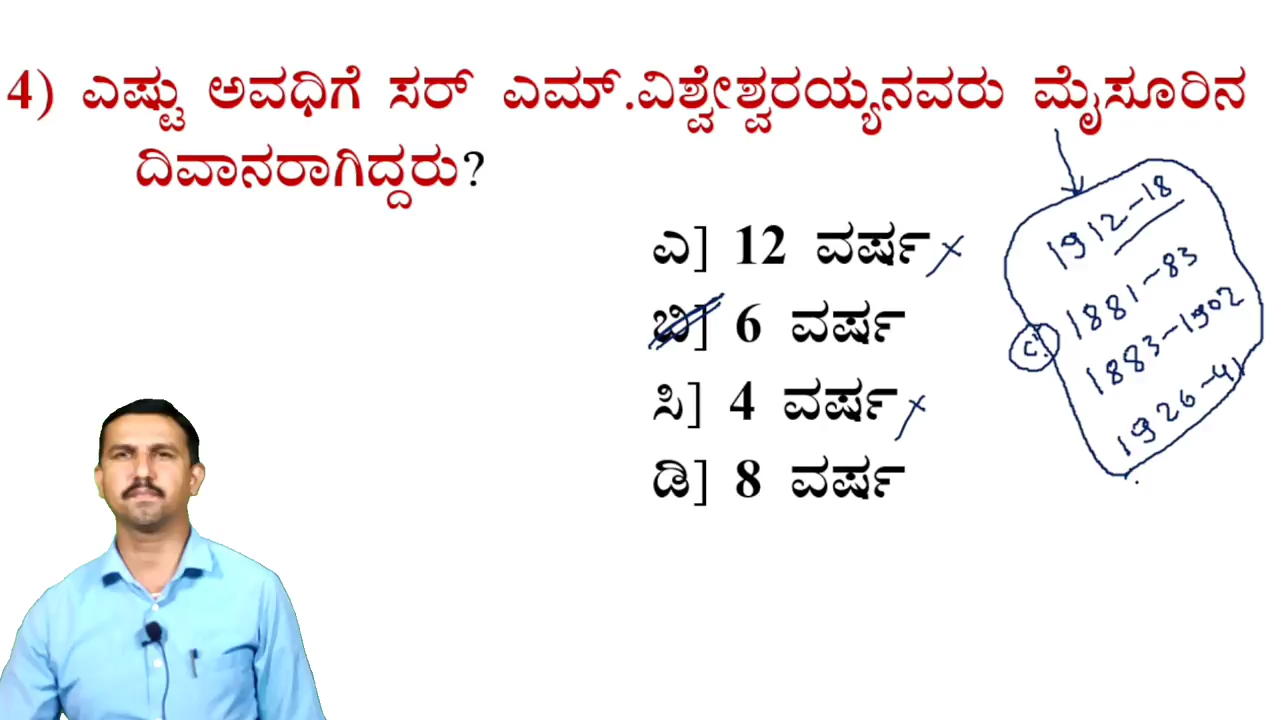 4) ಎಷ್ಟು ಅವಧಿಗೆ ಸರ್ ಎಮ್.ವಿಶ್ವೇಶ್ವರಯ್ಯನವರು ಮೈಸೂರಿನ
ದಿವಾನರಾಗಿದ್ದರು?
ಎ] 12 ವರ್ಷ
ಬಿ] 6 ವರ್ಷ
ಸಿ] 4 ವರ್ಷ
ಡಿ] 8 ವರ್ಷ
1912-18
1881-83
1883-1902
1926-41